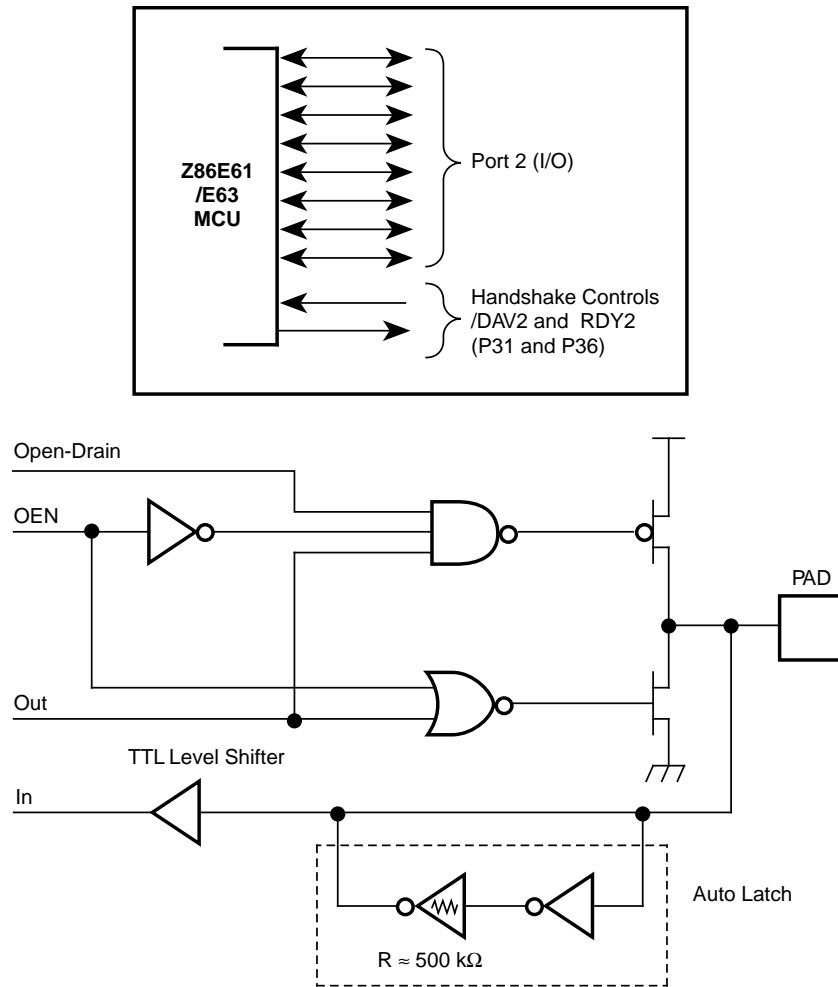 Z86E61
/E63
MCU
Port 2 (I/O)
Handshake Controls
/DAV2 and RDY2
(P31 and P36)
Open-Drain
OEN
PAD
Out
TTL Level Shifter
In
Auto Latch
R ≈ 500 kΩ